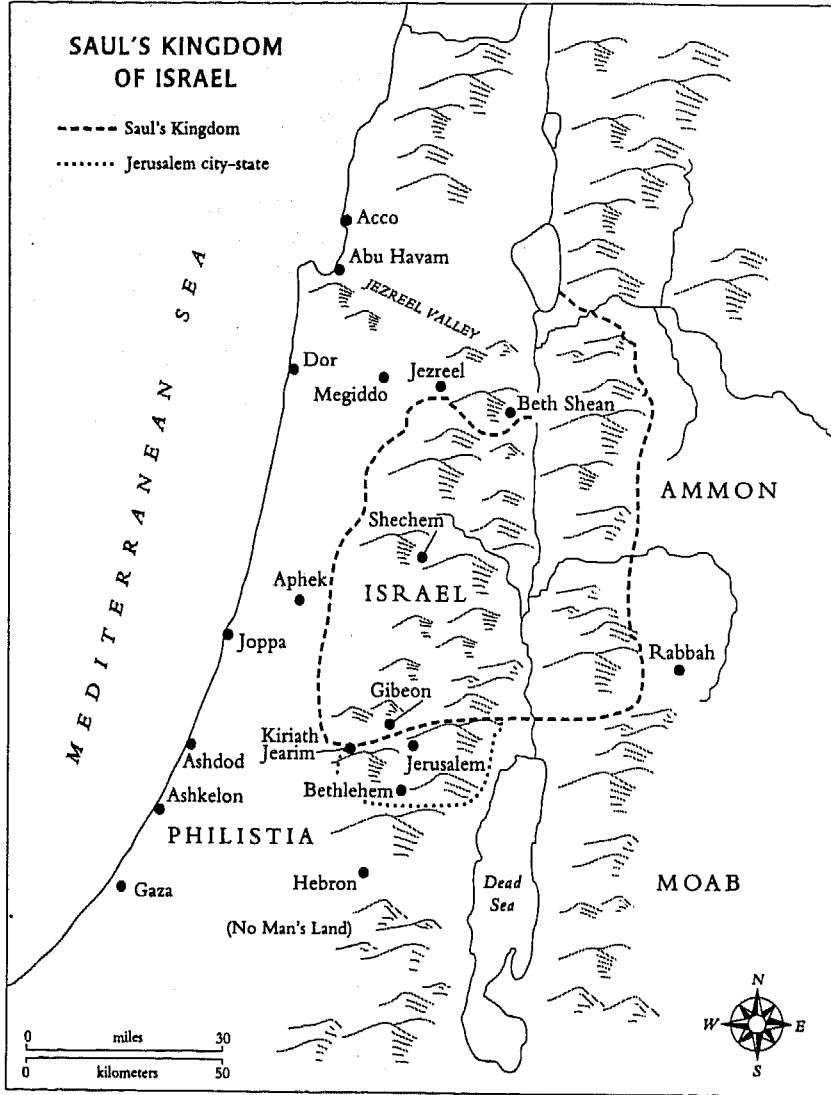 SAUL'S KINGDOM
OF ISRAEL
Saul's Kingdom
Jerusalem city-state
Acco
Abu Havam
JEZREEL VALLEY
MEDITERRANEAN SEA
Dor
Megiddo
Jezreel
Beth Shean
AMMON
Shechem
ISRAEL
Aphek
Joppa
Rabbah
Gibeon
Kiriath
Jearim
Jerusalem
Ashdod
Bethlehem
Ashkelon
PHILISTIA
Hebron
Gaza
Dead
Sea
MOAB
(No Man's Land)
N
W
E
S
0 miles 30
0 kilometers 50